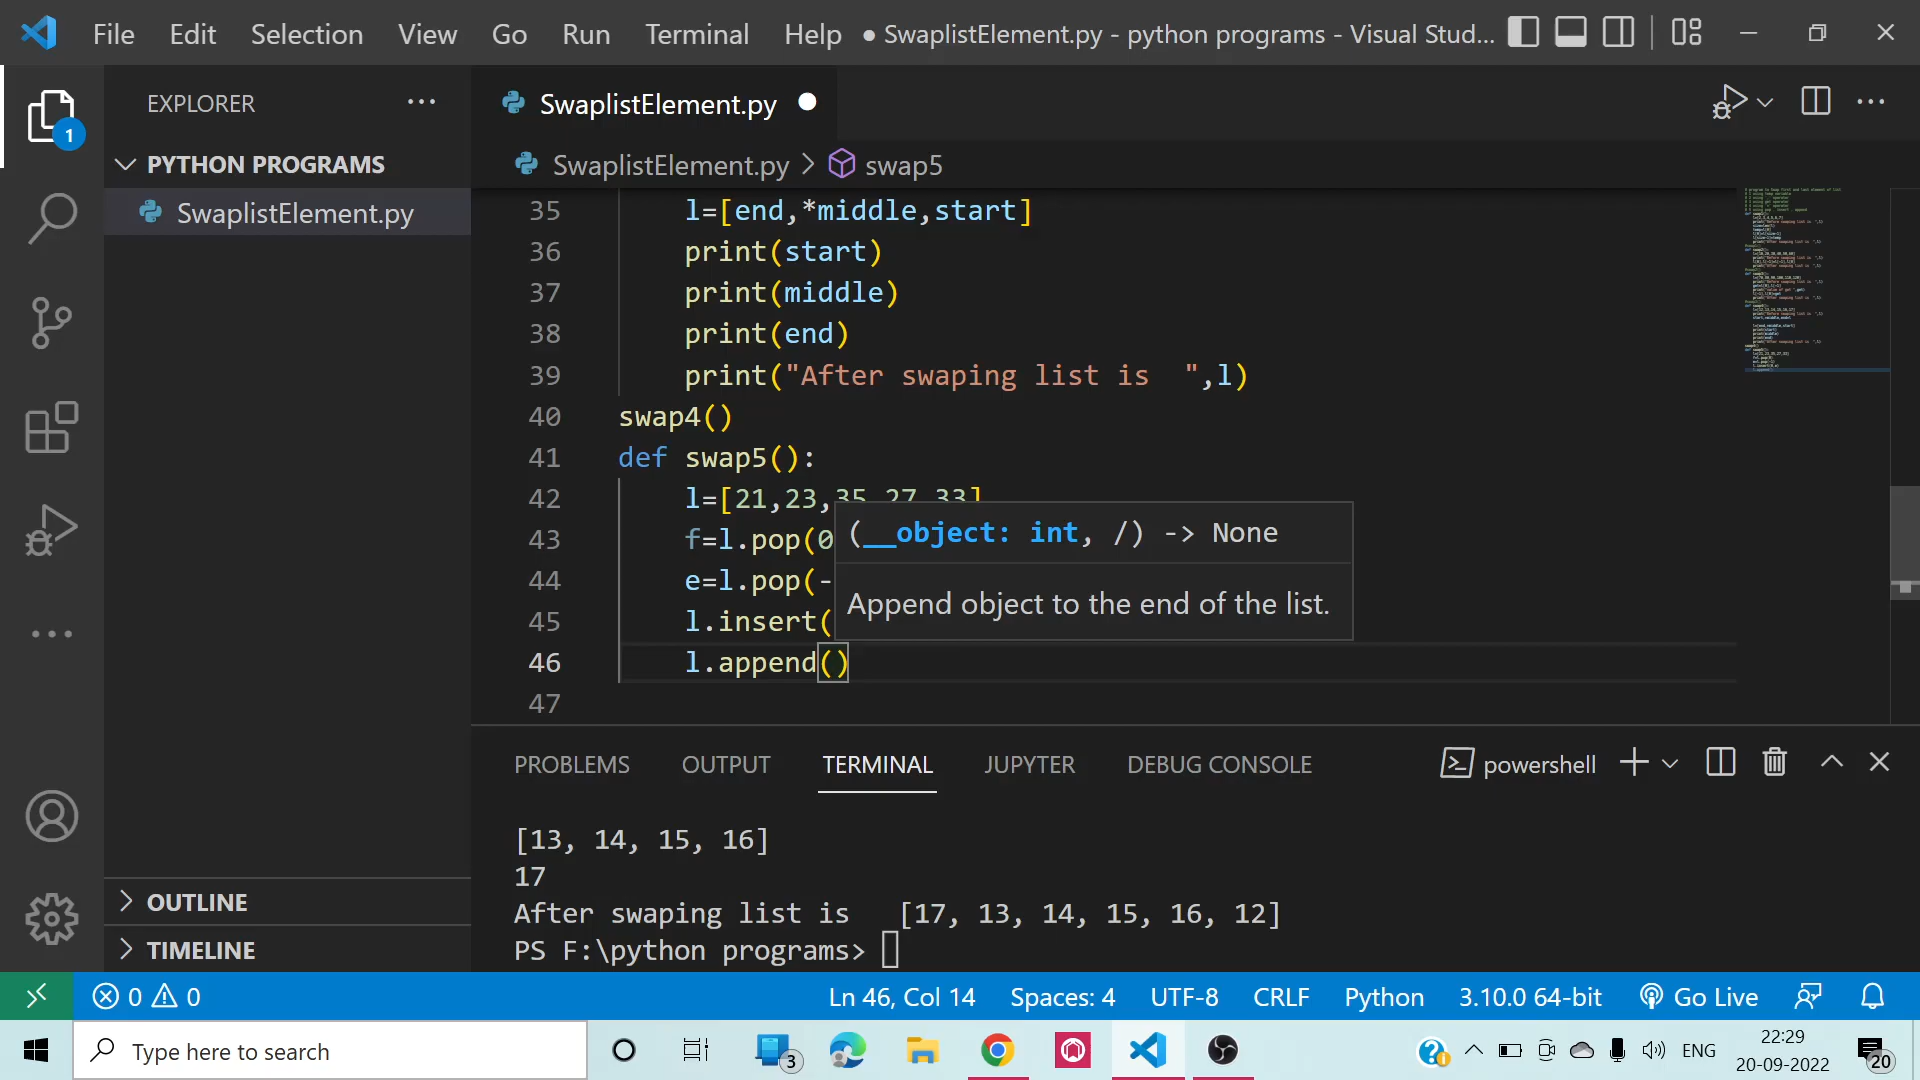 File Edit Selection View Go Run Terminal Help ● SwaplistElement.py - python programs - Visual Stud...
EXPLORER
SwaplistElement.py
1
PYTHON PROGRAMS
SwaplistElement.py > swap5
SwaplistElement.py
35 l=[end,*middle,start]
36 print(start)
37 print(middle)
38 print(end)
39 print("After swaping list is  ",l)
40 swap4()
41 def swap5():
42 l=[21,23,35,27,33]
43 f=l.pop(0
44 e=l.pop(-
45 l.insert(
46 l.append()
47
(__object: int, /) -> None
Append object to the end of the list.
PROBLEMS OUTPUT TERMINAL JUPYTER DEBUG CONSOLE powershell
[13, 14, 15, 16]
17
After swaping list is   [17, 13, 14, 15, 16, 12]
PS F:\python programs>
OUTLINE
TIMELINE
0 0 Ln 46, Col 14 Spaces: 4 UTF-8 CRLF Python 3.10.0 64-bit Go Live
Type here to search
3
ENG
22:29
20-09-2022
20